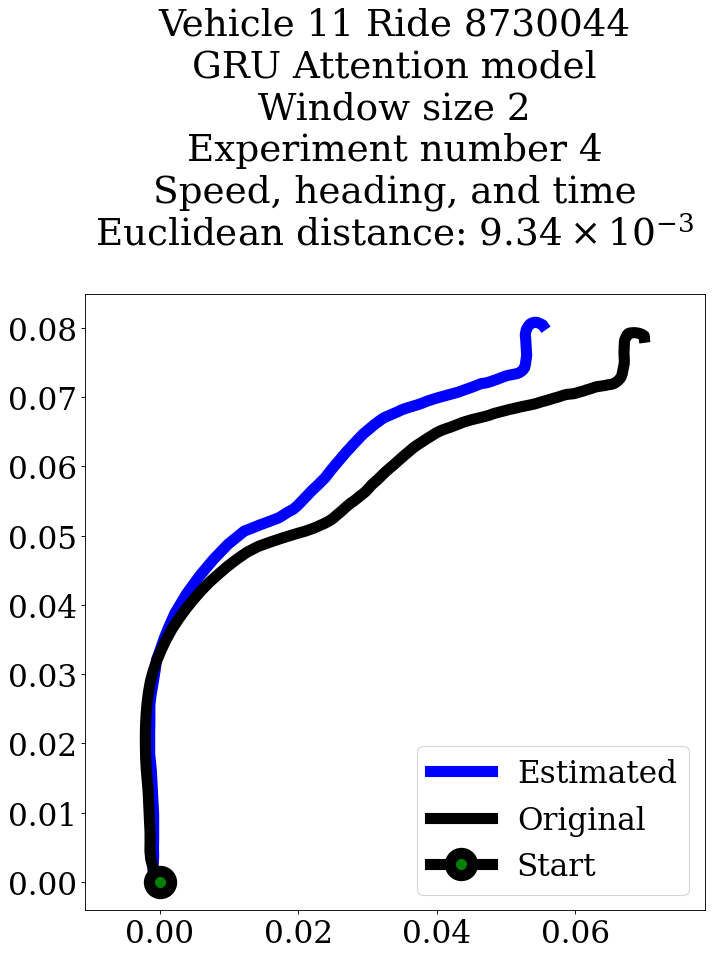 Vehicle 11 Ride 8730044
GRU Attention model
Window size 2
Experiment number 4
Speed, heading, and time
Euclidean distance: 9.34 × 10⁻³
0.08
0.07
0.06
0.05
0.04
0.03
0.02
0.01
0.00
Estimated
Original
Start
0.00 0.02 0.04 0.06